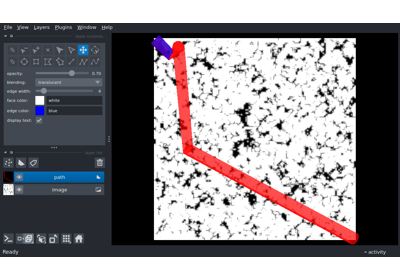 File View Layers Plugins Window Help
opacity: 0.70
blending: translucent
edge width:
face color: white
edge color: blue
display text:
path
Image
Ready
activity